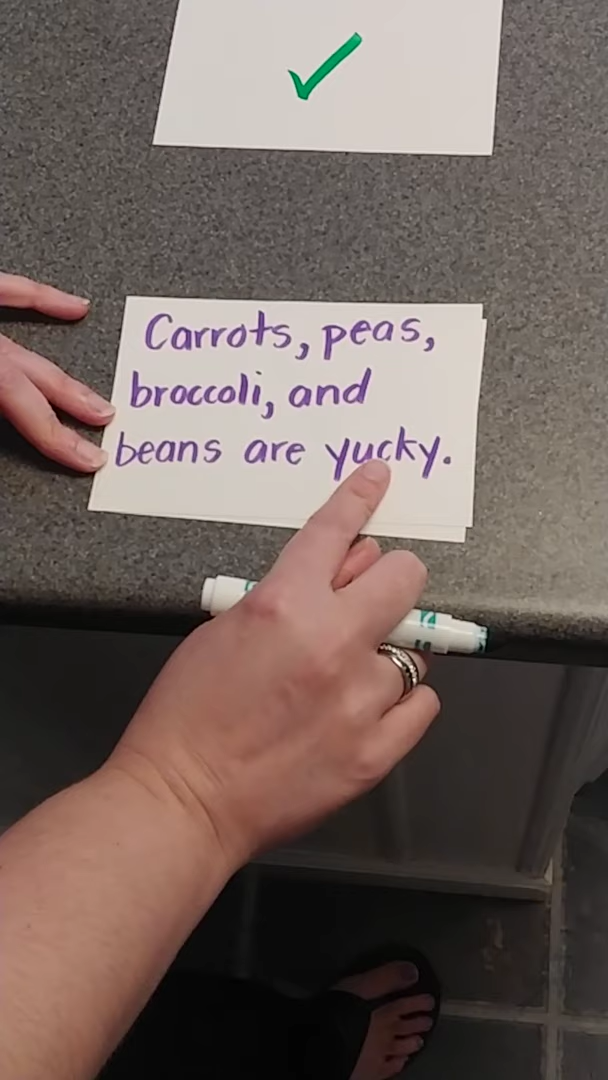 Carrots, peas,
broccoli, and
beans are yucky.